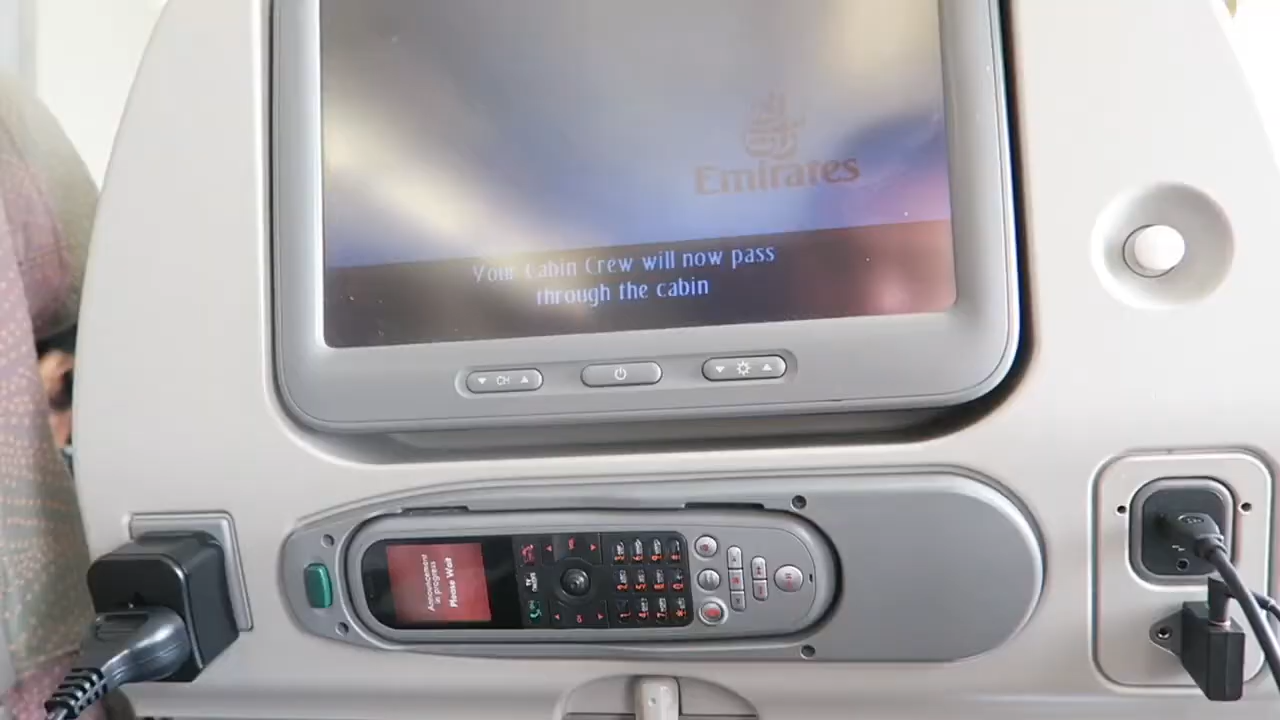 Emirates
Your Cabin Crew will now pass
through the cabin
CH
Announcement
in progress
Please Wait